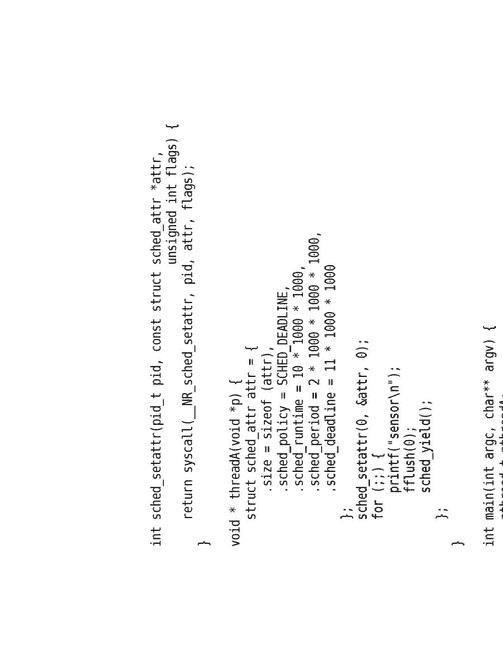 int sched_setattr(pid_t pid, const struct sched_attr *attr,
                  unsigned int flags) {
    return syscall(__NR_sched_setattr, pid, attr, flags);
}
void * threadA(void *p) {
    struct sched_attr attr = {
        .size = sizeof (attr),
        .sched_policy = SCHED_DEADLINE,
        .sched_runtime = 10 * 1000 * 1000,
        .sched_period = 2 * 1000 * 1000 * 1000,
        .sched_deadline = 11 * 1000 * 1000
    };
    sched_setattr(0, &attr, 0);
    for (;;) {
        printf("sensor\n");
        fflush(0);
        sched_yield();
    };
}
int main(int argc, char** argv) {